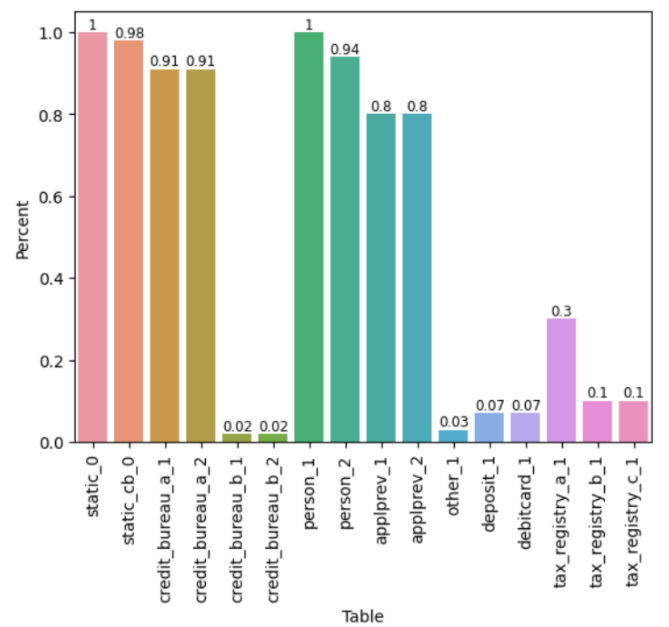 1
0.98
0.91
0.91
0.02
0.02
1
0.94
0.8
0.8
0.03
0.07
0.07
0.3
0.1
0.1
1.0
0.8
0.6
0.4
0.2
0.0
Percent
static_0
static_cb_0
credit_bureau_a_1
credit_bureau_a_2
credit_bureau_b_1
credit_bureau_b_2
person_1
person_2
applprev_1
applprev_2
other_1
deposit_1
debitcard_1
tax_registry_a_1
tax_registry_b_1
tax_registry_c_1
Table